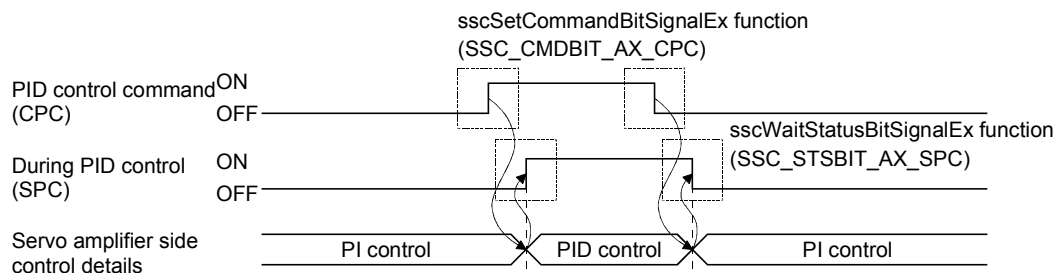 sscSetCommandBitSignalEx function
(SSC_CMDBIT_AX_CPC)
PID control command
(CPC)
ON
OFF
sscWaitStatusBitSignalEx function
(SSC_STSBIT_AX_SPC)
During PID control
(SPC)
ON
OFF
Servo amplifier side
control details
PI control
PID control
PI control